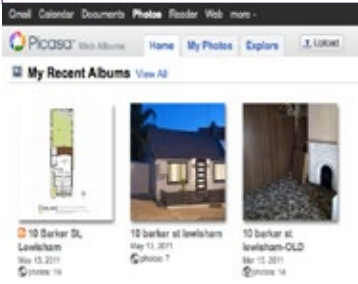 Gmail Calendar Documents Photos Reader Web more
Picasa Web Albums Home My Photos Explore Upload
My Recent Albums View All
10 Barker St, Lewisham
May 13, 2011
photos: 16
10 barker st lewisham
May 13, 2011
photos: 7
10 barker st lewisham-OLD
Mar 13, 2011
photos: 14